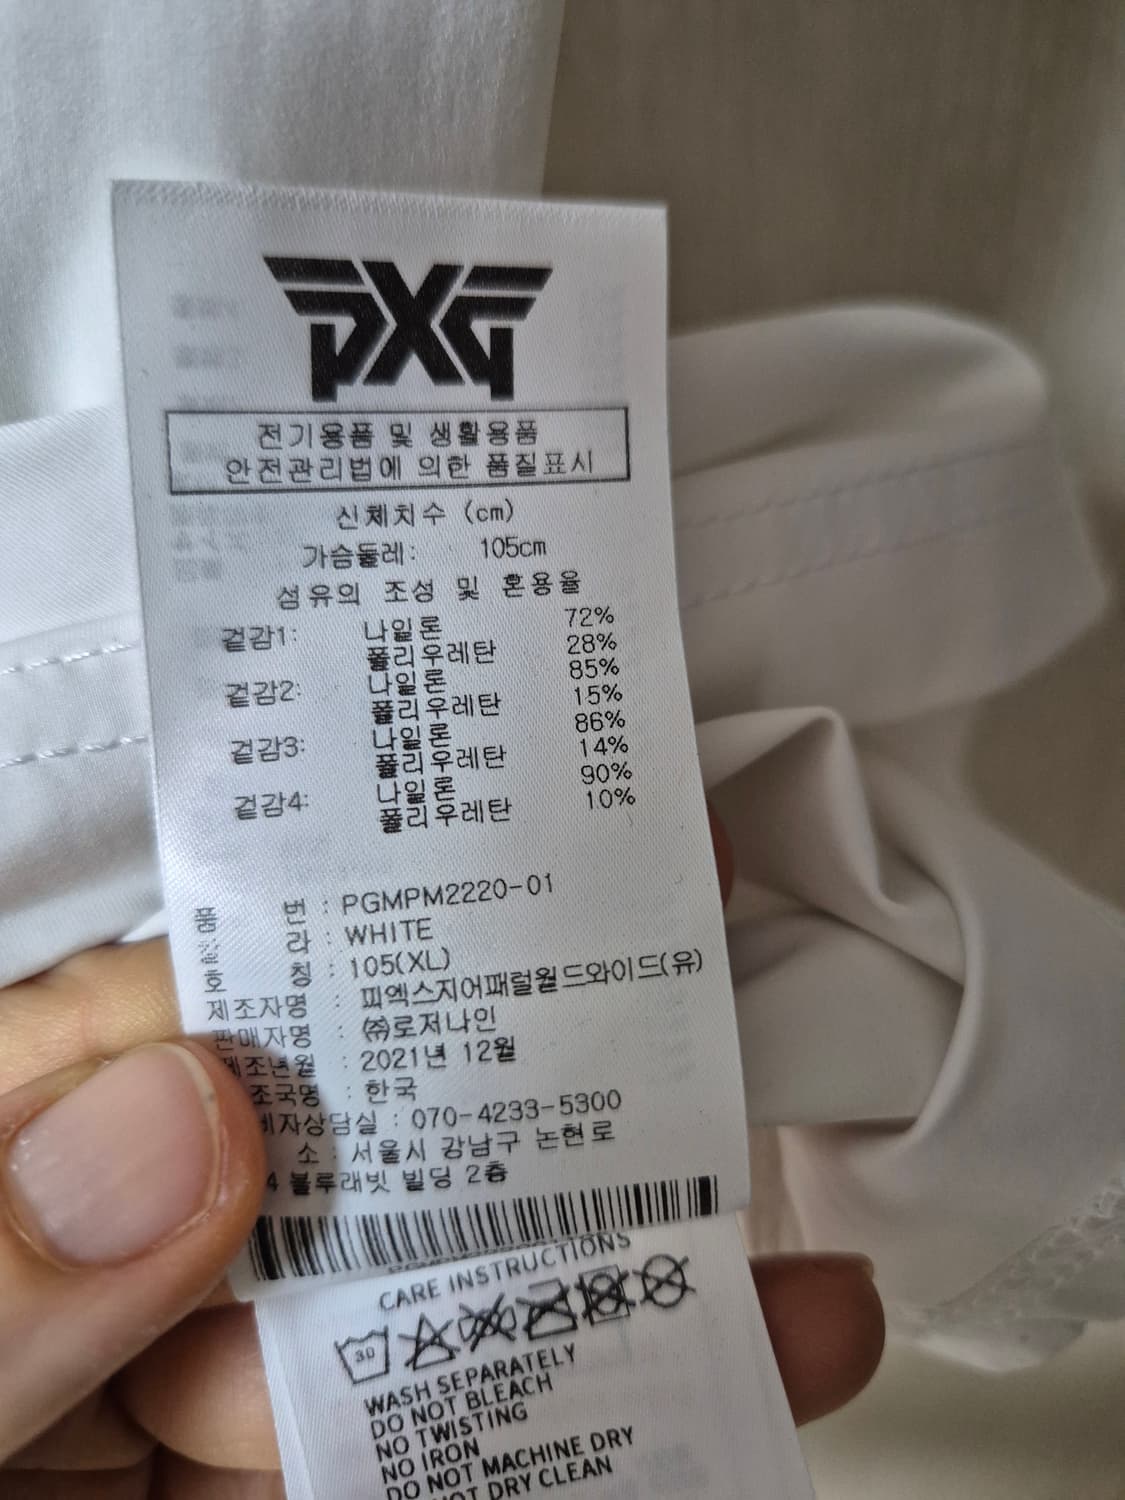 PXG
전기용품 및 생활용품
안전관리법에 의한 품질표시
신체치수 (cm)
가슴둘레: 105cm
섬유의 조성 및 혼용율
겉감1: 나일론 72%
폴리우레탄 28%
겉감2: 나일론 85%
폴리우레탄 15%
겉감3: 나일론 86%
폴리우레탄 14%
겉감4: 나일론 90%
폴리우레탄 10%
품 번 : PGMPM2220-01
라 : WHITE
호 칭 : 105(XL)
제조자명 : 피엑스지어패럴월드와이드(유)
판매자명 : ㈜로저나인
제조년월 : 2021년 12월
조국명 : 한국
비자상담실 : 070-4233-5300
소 : 서울시 강남구 논현로
4 블루래빗 빌딩 2층
CARE INSTRUCTIONS
30
WASH SEPARATELY
DO NOT BLEACH
NO TWISTING
NO IRON
DO NOT MACHINE DRY
NOT DRY CLEAN